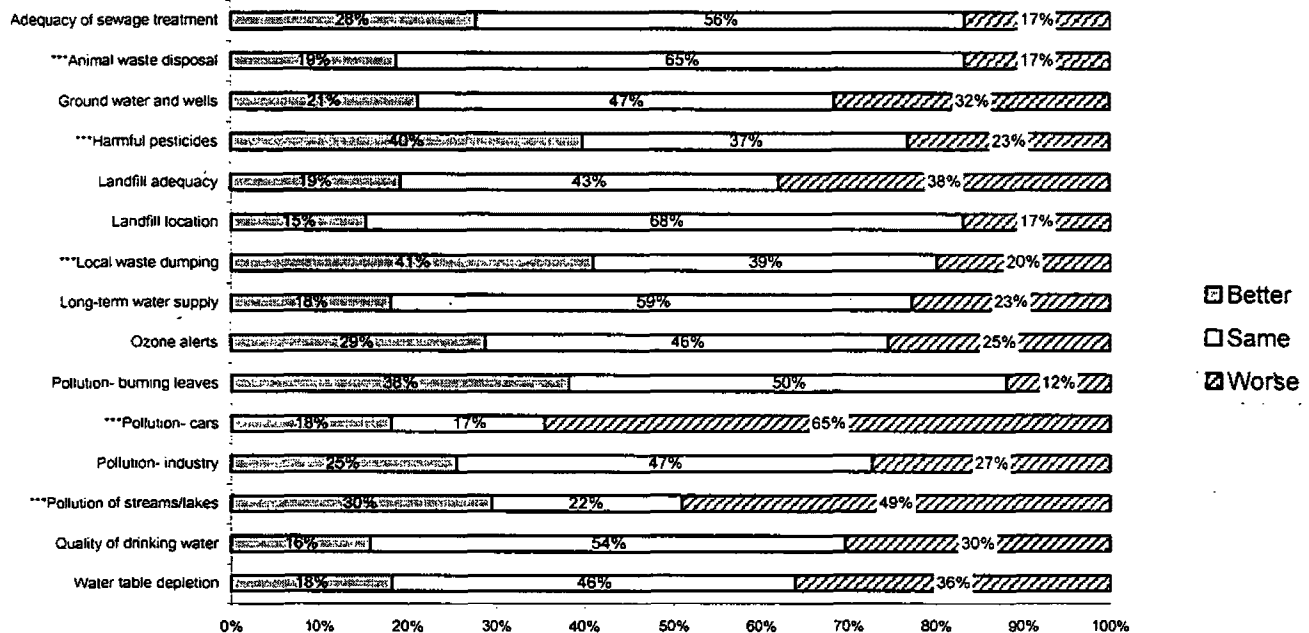 Adequacy of sewage treatment 28% 56% 17%
***Animal waste disposal 19% 65% 17%
Ground water and wells 21% 47% 32%
***Harmful pesticides 40% 37% 23%
Landfill adequacy 19% 43% 38%
Landfill location 15% 68% 17%
***Local waste dumping 41% 39% 20%
Long-term water supply 18% 59% 23%
Ozone alerts 29% 46% 25%
Pollution- burning leaves 38% 50% 12%
***Pollution- cars 18% 17% 65%
Pollution- industry 25% 47% 27%
***Pollution of streams/lakes 30% 22% 49%
Quality of drinking water 16% 54% 30%
Water table depletion 18% 46% 36%
0% 10% 20% 30% 40% 50% 60% 70% 80% 90% 100%
Better
Same
Worse